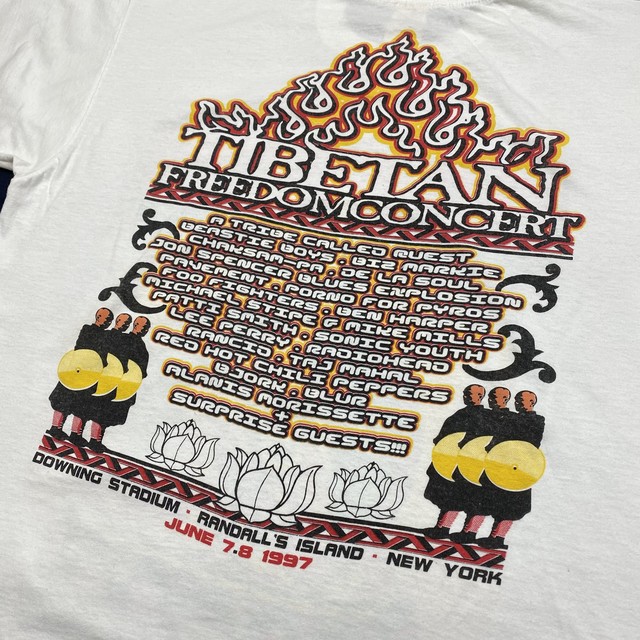 TIBETAN
FREEDOM CONCERT
A TRIBE CALLED QUEST
BEASTIE BOYS · BIZ MARKIE
CHAKSAM-PA · DE LA SOUL
JON SPENCER BLUES EXPLOSION
PAVEMENT · PORNO FOR PYROS
FOO FIGHTERS · BEN HARPER
MICHAEL STIPE & MIKE MILLS
PATTI SMITH · SONIC YOUTH
LEE PERRY · RADIOHEAD
RANCID · TAJ MAHAL
RED HOT CHILI PEPPERS
BJORK · BLUR
ALANIS MORISSETTE
+
SURPRISE GUESTS!!!
DOWNING STADIUM · RANDALL'S ISLAND · NEW YORK
JUNE 7.8 1997